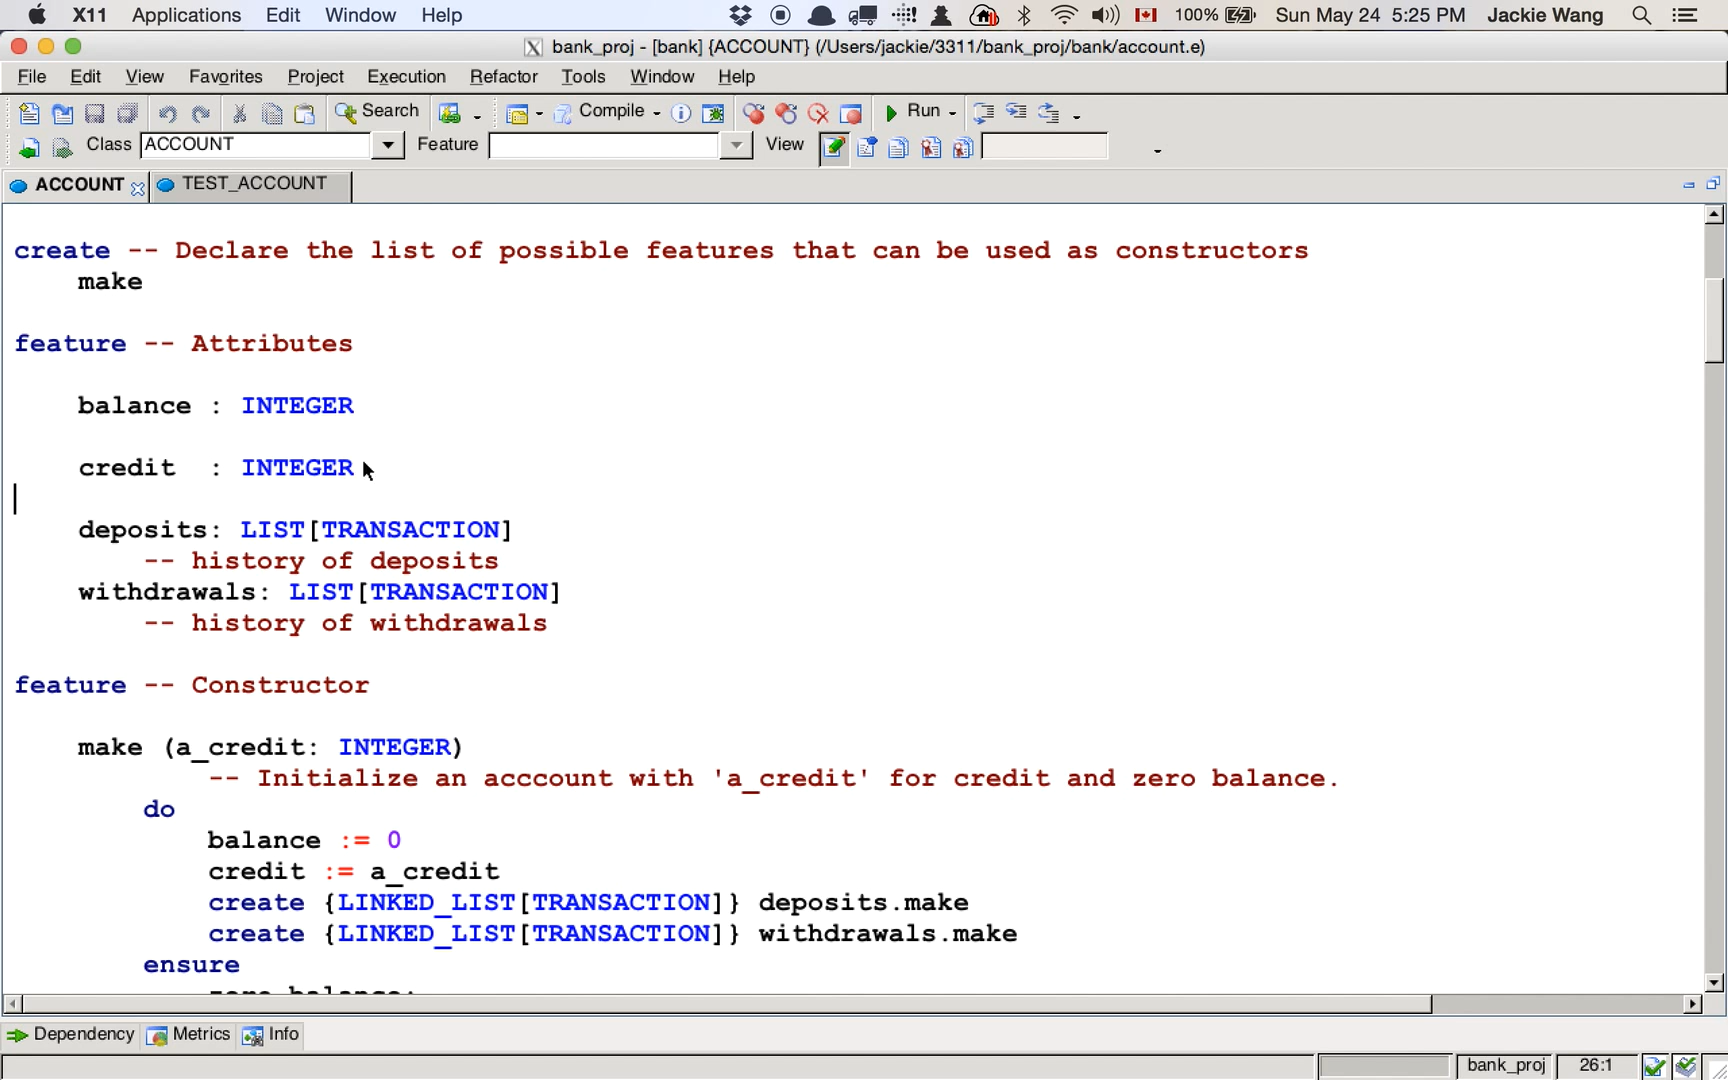 X11 Applications Edit Window Help 100% Sun May 24 5:25 PM Jackie Wang
bank_proj - [bank] {ACCOUNT} (/Users/jackie/3311/bank_proj/bank/account.e)
File Edit View Favorites Project Execution Refactor Tools Window Help
Search Compile Run
Class ACCOUNT Feature View
ACCOUNT TEST_ACCOUNT
create -- Declare the list of possible features that can be used as constructors
make
feature -- Attributes
balance : INTEGER
credit : INTEGER
deposits: LIST[TRANSACTION]
-- history of deposits
withdrawals: LIST[TRANSACTION]
-- history of withdrawals
feature -- Constructor
make (a_credit: INTEGER)
-- Initialize an acccount with 'a_credit' for credit and zero balance.
do
balance := 0
credit := a_credit
create {LINKED_LIST[TRANSACTION]} deposits.make
create {LINKED_LIST[TRANSACTION]} withdrawals.make
ensure
Dependency Metrics Info
bank_proj 26:1